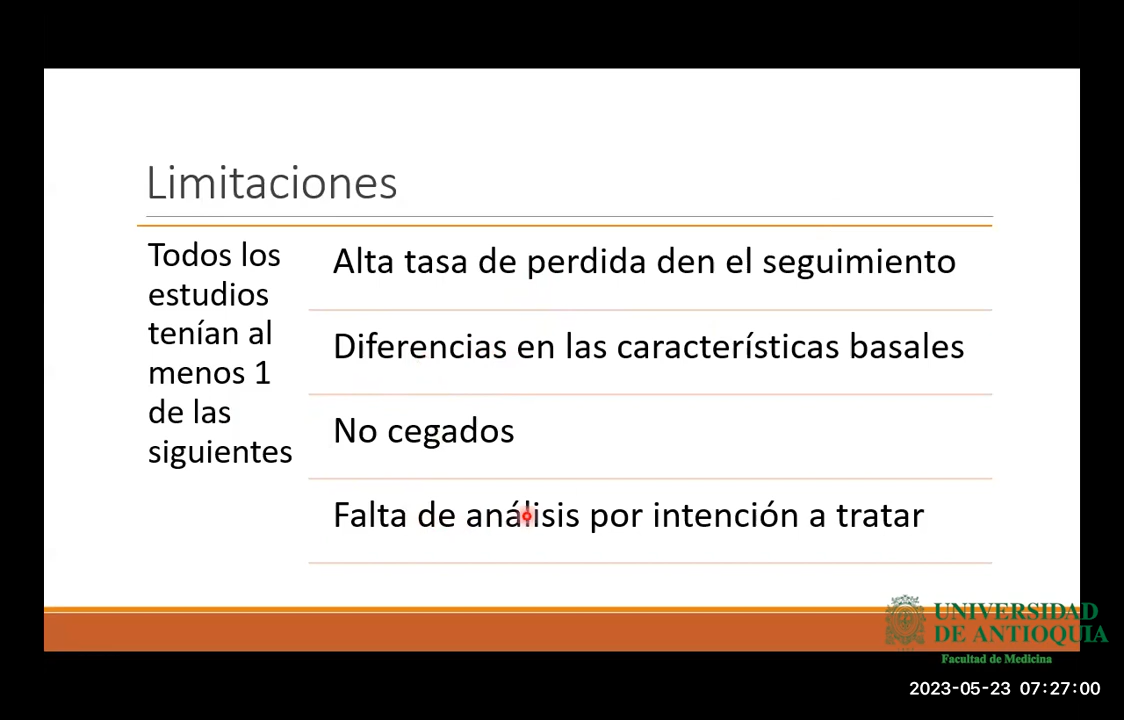 Limitaciones
Todos los
estudios
tenían al
menos 1
de las
siguientes
Alta tasa de perdida den el seguimiento
Diferencias en las características basales
No cegados
Falta de análisis por intención a tratar
UNIVERSIDAD
DE ANTIOQUIA
Facultad de Medicina
2023-05-23 07:27:00